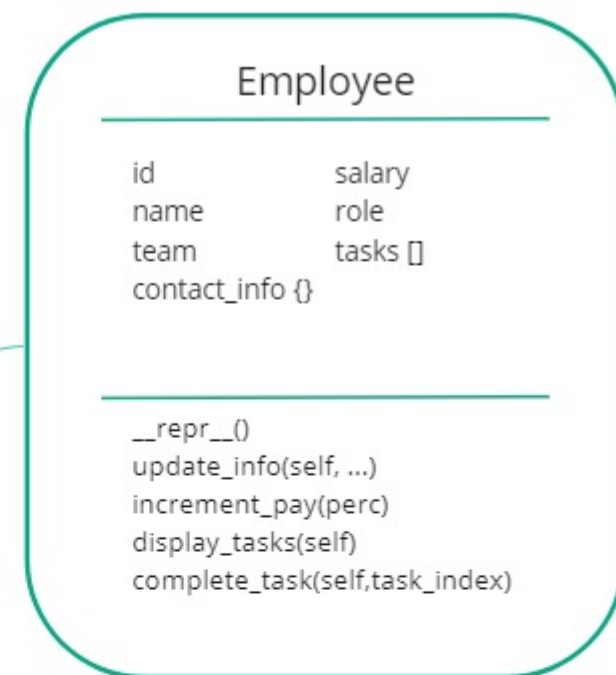 Employee
id salary
name role
team tasks []
contact_info {}
__repr__()
update_info(self, ...)
increment_pay(perc)
display_tasks(self)
complete_task(self,task_index)